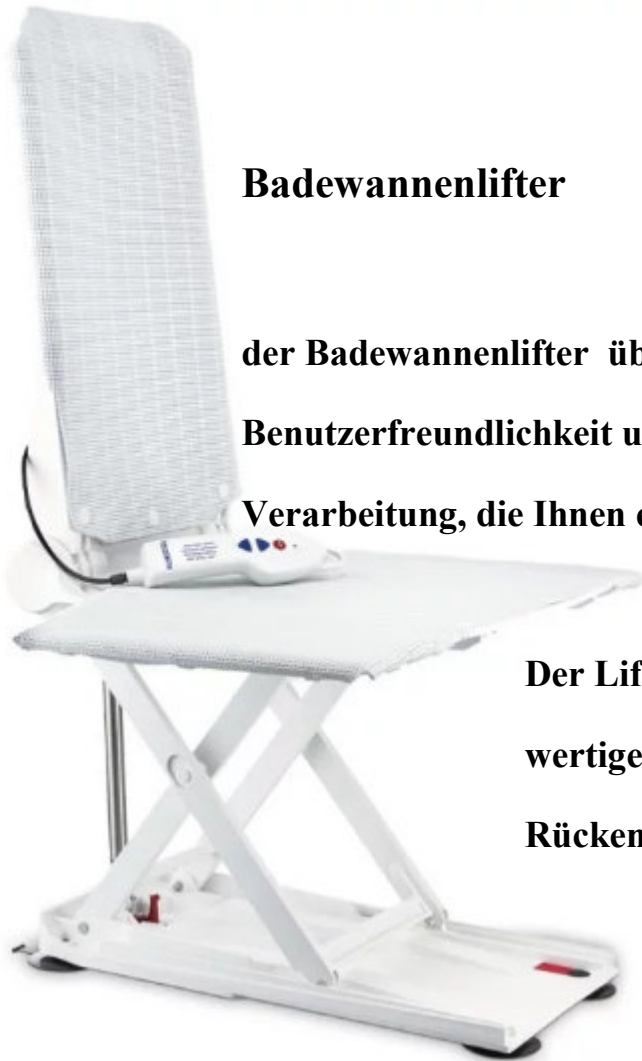 Badewannenlifter
der Badewannenlifter üb
Benutzerfreundlichkeit u
Verarbeitung, die Ihnen
Der Lif
wertige
Rücken